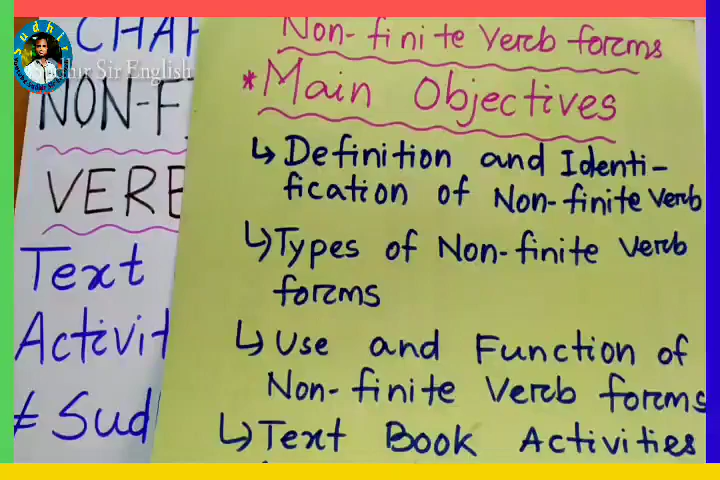 Sudhir
Sudhir Sir English
CHAP
NON-F
VERB
Text
Activit
# Sud
Non-finite Verb forms
* Main Objectives
↳ Definition and Identi-
fication of Non-finite Verb
↳ Types of Non-finite Verb
forms
↳ Use and Function of
Non-finite Verb forms
↳ Text Book Activities